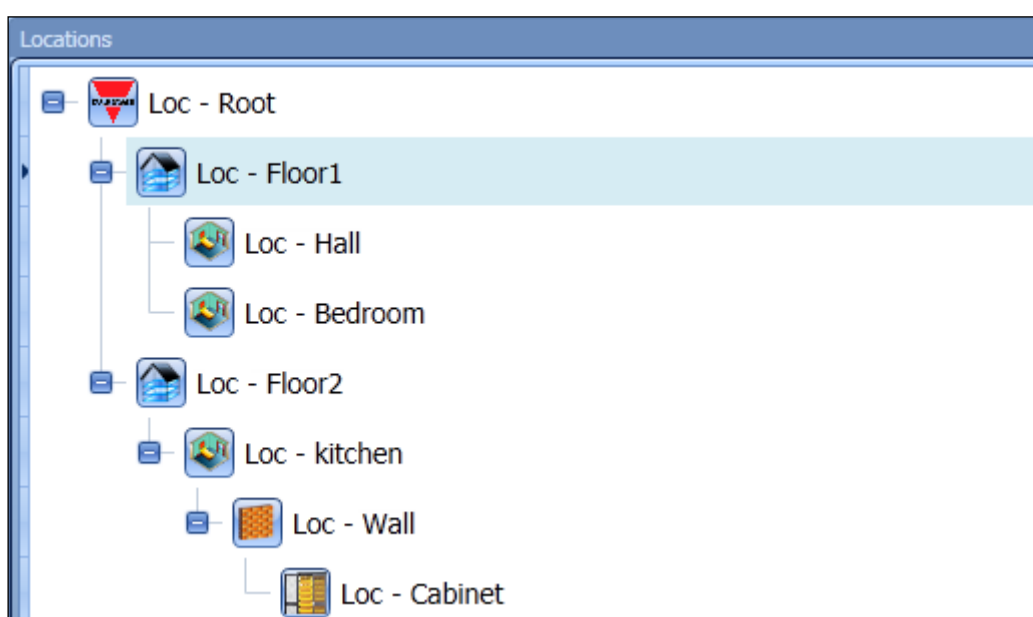 Locations
Loc - Root
Loc - Floor1
Loc - Hall
Loc - Bedroom
Loc - Floor2
Loc - kitchen
Loc - Wall
Loc - Cabinet